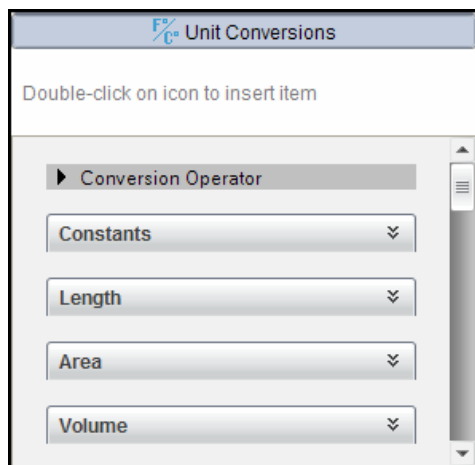 F°/C° Unit Conversions
Double-click on icon to insert item
Conversion Operator
Constants
Length
Area
Volume